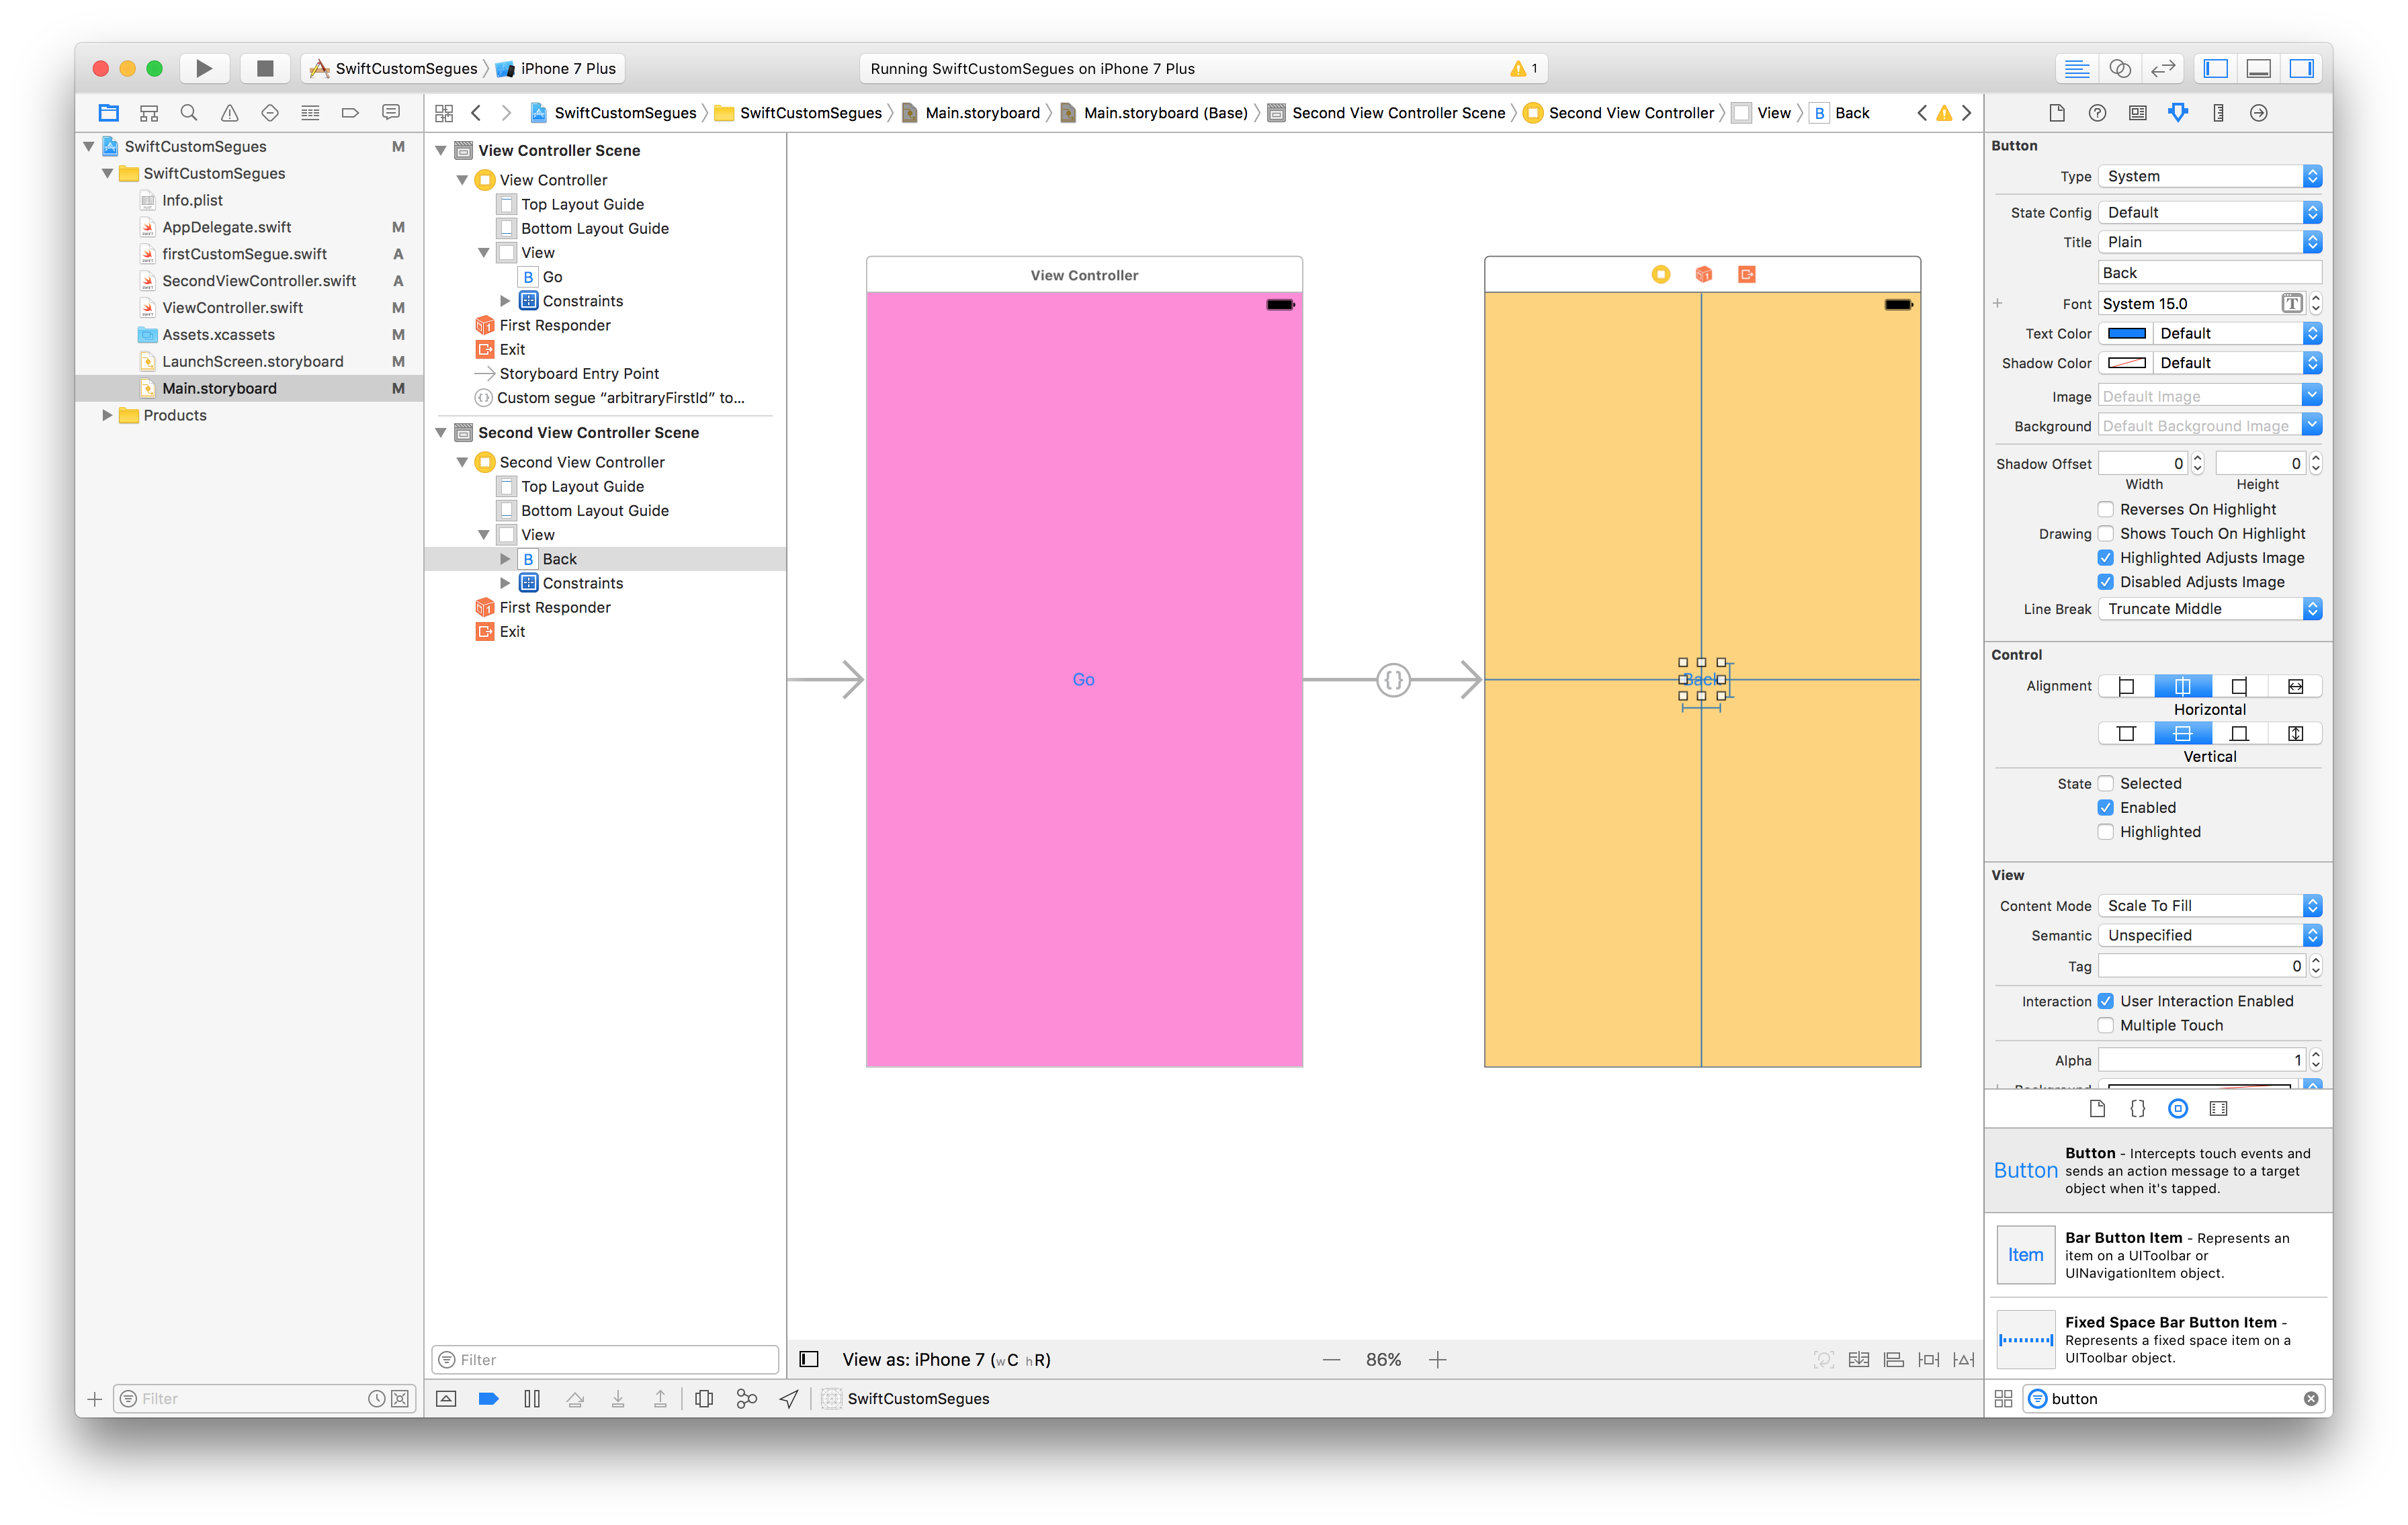 SwiftCustomSegues
iPhone 7 Plus
Running SwiftCustomSegues on iPhone 7 Plus
1
SwiftCustomSegues
SwiftCustomSegues
Main.storyboard
Main.storyboard (Base)
Second View Controller Scene
Second View Controller
View
B
Back
SwiftCustomSegues M
SwiftCustomSegues
Info.plist
AppDelegate.swift M
firstCustomSegue.swift A
SecondViewController.swift A
ViewController.swift M
Assets.xcassets M
LaunchScreen.storyboard M
Main.storyboard M
Products
Filter
View Controller Scene
View Controller
Top Layout Guide
Bottom Layout Guide
View
B Go
Constraints
First Responder
Exit
Storyboard Entry Point
Custom segue “arbitraryFirstId” to...
Second View Controller Scene
Second View Controller
Top Layout Guide
Bottom Layout Guide
View
B Back
Constraints
First Responder
Exit
Filter
View Controller
Go
{}
Back
View as: iPhone 7 (wC hR)
86%
SwiftCustomSegues
Button
Type System
State Config Default
Title Plain
Back
Font System 15.0
Text Color Default
Shadow Color Default
Image Default Image
Background Default Background Image
Shadow Offset 0 0
Width Height
Reverses On Highlight
Drawing Shows Touch On Highlight
Highlighted Adjusts Image
Disabled Adjusts Image
Line Break Truncate Middle
Control
Alignment
Horizontal
Vertical
State Selected
Enabled
Highlighted
View
Content Mode Scale To Fill
Semantic Unspecified
Tag 0
Interaction User Interaction Enabled
Multiple Touch
Alpha 1
Background
{}
Button
Button - Intercepts touch events and
sends an action message to a target
object when it's tapped.
Item
Bar Button Item - Represents an
item on a UIToolbar or
UINavigationItem object.
Fixed Space Bar Button Item -
Represents a fixed space item on a
UIToolbar object.
button